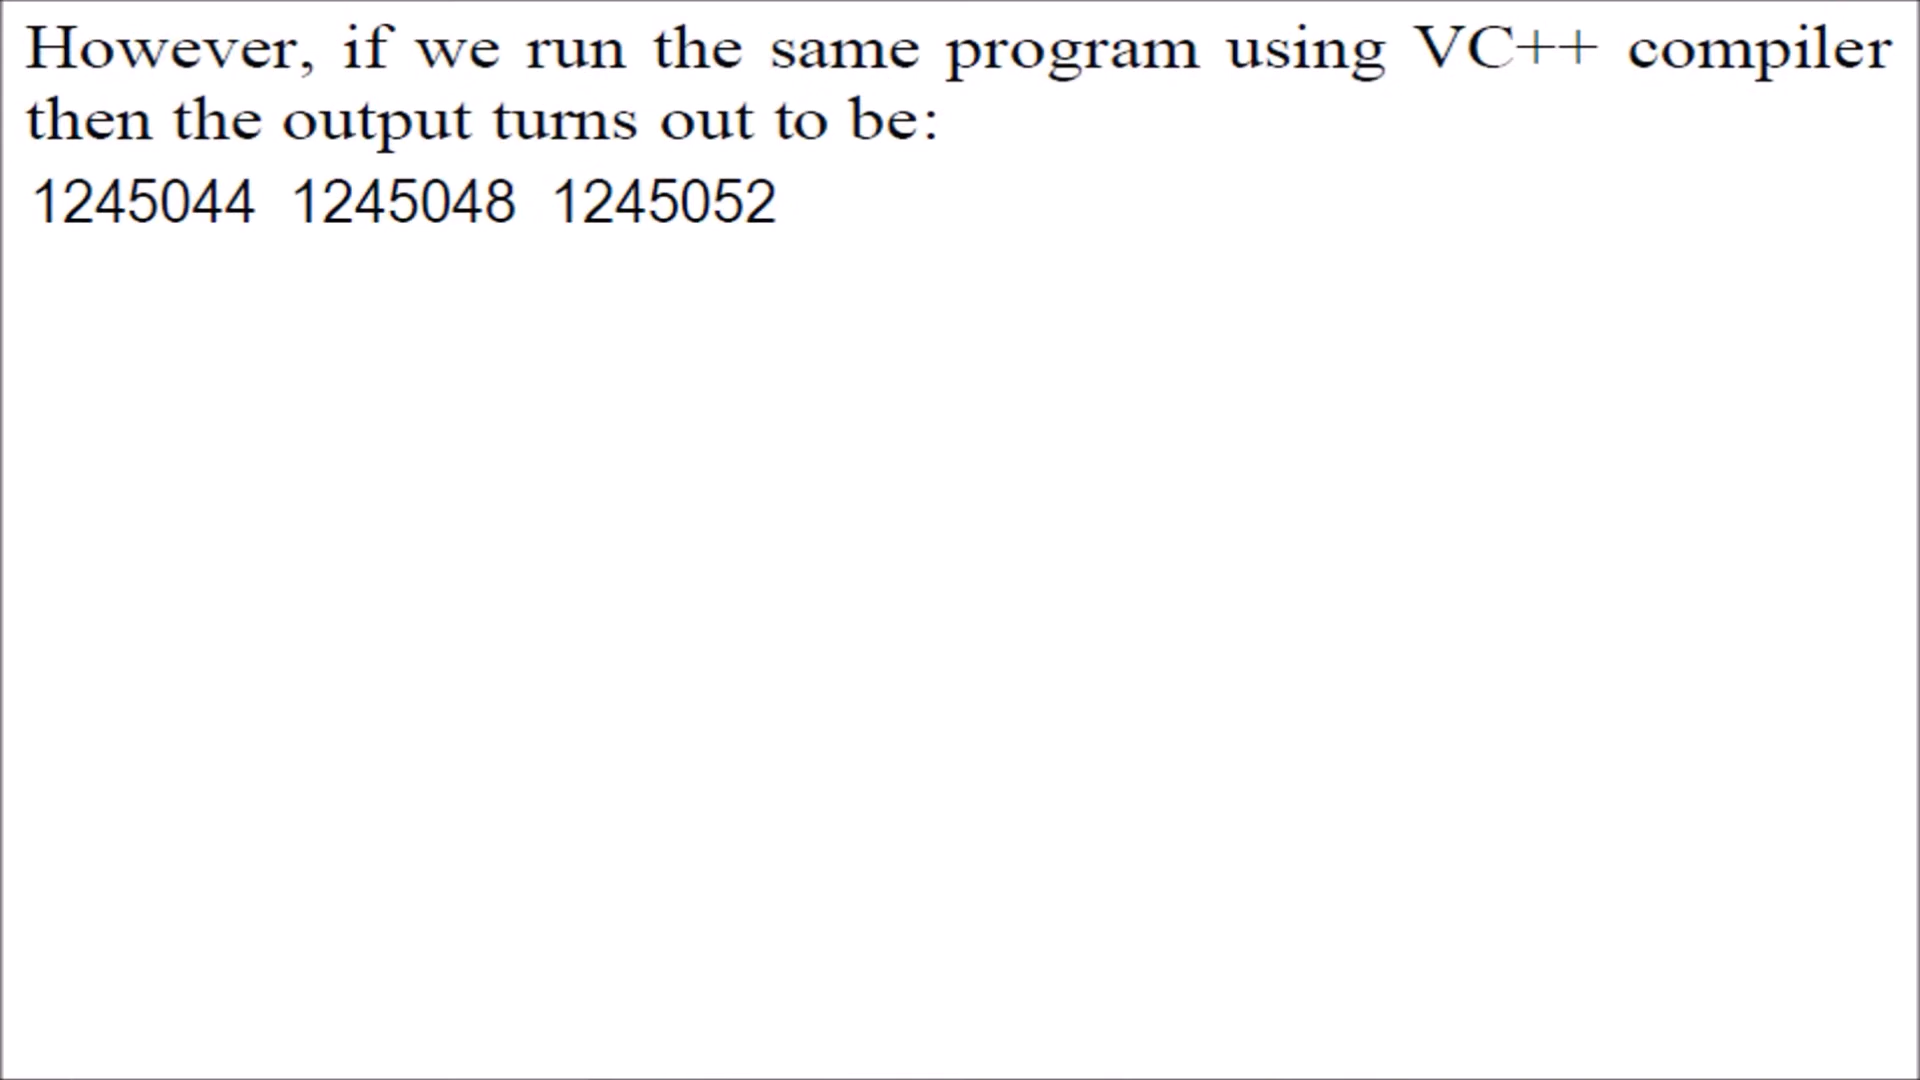 However, if we run the same program using VC++ compiler
then the output turns out to be:
1245044 1245048 1245052